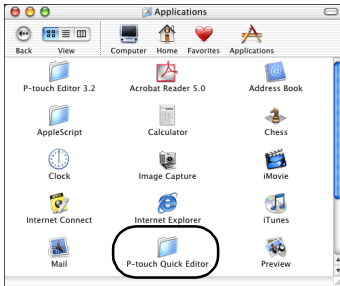 Applications
Back View Computer Home Favorites Applications
P-touch Editor 3.2 Acrobat Reader 5.0 Address Book
AppleScript Calculator Chess
Clock Image Capture iMovie
Internet Connect Internet Explorer iTunes
Mail P-touch Quick Editor Preview